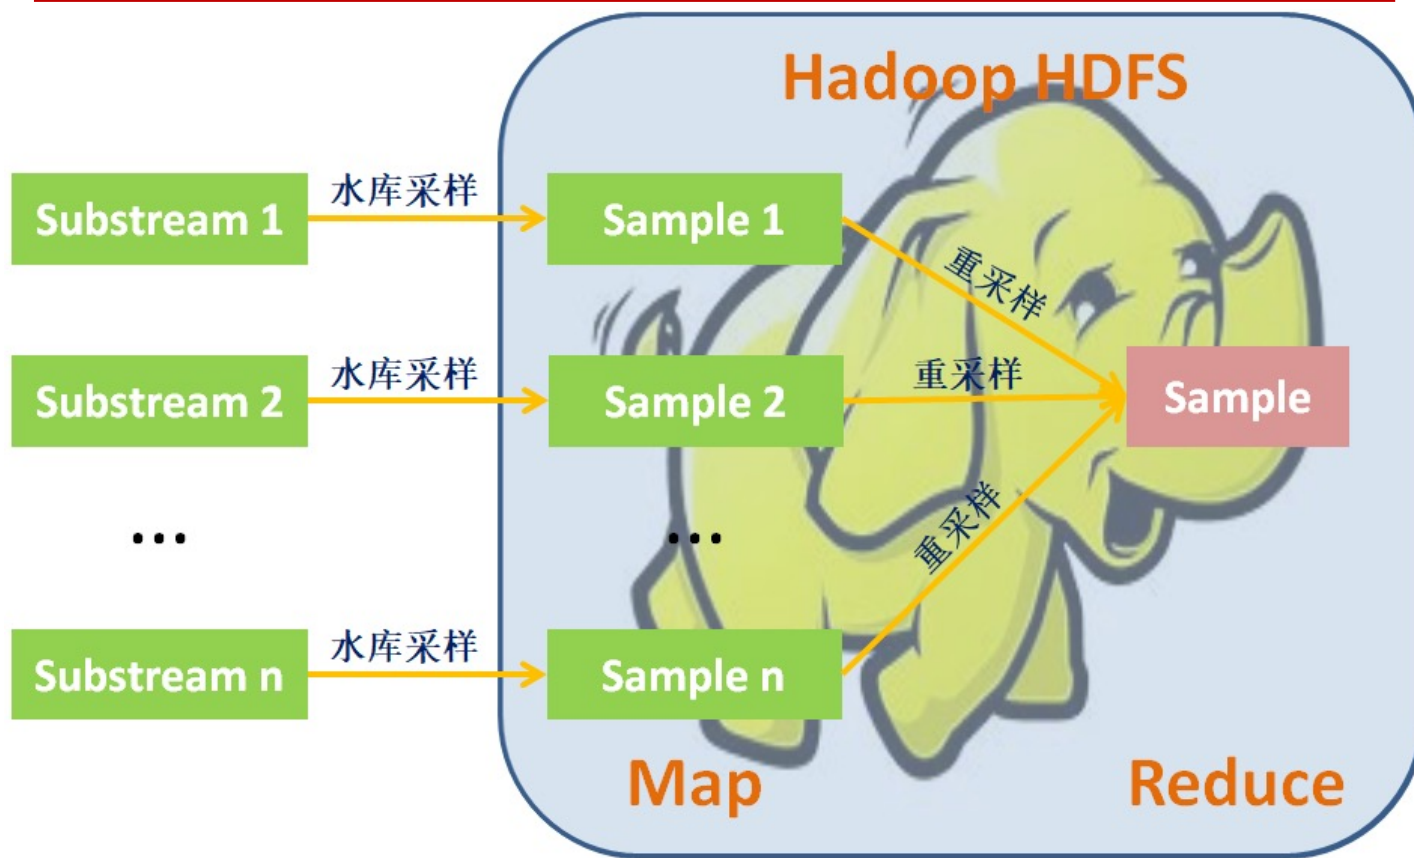 Hadoop HDFS
Substream 1
水库采样
Sample 1
重采样
Substream 2
水库采样
Sample 2
重采样
Sample
...
...
重采样
Substream n
水库采样
Sample n
Map
Reduce